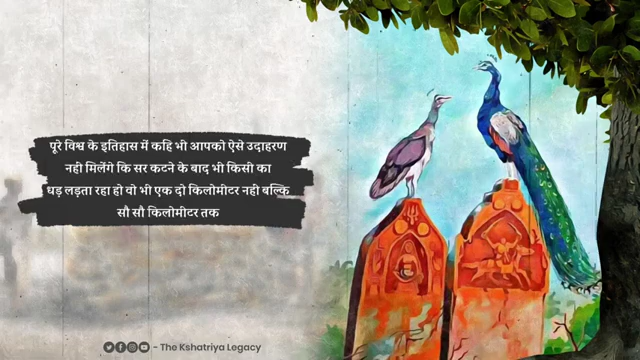 पूरे विश्व के इतिहास में कहि भी आपको ऐसे उदाहरण
नही मिलेंगे कि सर कटने के बाद भी किसी का
धड़ लड़ता रहा हो वो भी एक दो किलोमीटर नही बल्कि
सौ सौ किलोमीटर तक
- The Kshatriya Legacy